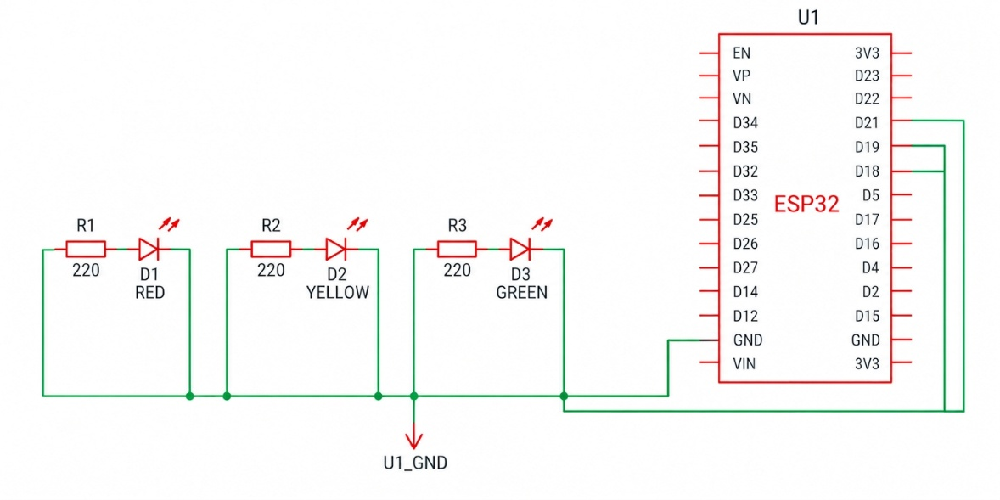 U1
EN 3V3
VP D23
VN D22
D34 D21
D35 D19
D32 D18
D33 D5
ESP32
D25 D17
D26 D16
D27 D4
D14 D2
D12 D15
GND GND
VIN 3V3
R1
220
D1
RED
R2
220
D2
YELLOW
R3
220
D3
GREEN
U1_GND